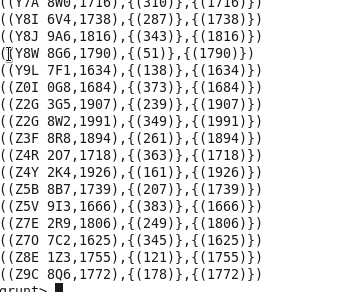 ((Y7A 8W0,1716),{(310)},{(1716)})
((Y8I 6V4,1738),{(287)},{(1738)})
((Y8J 9A6,1816),{(343)},{(1816)})
((Y8W 8G6,1790),{(51)},{(1790)})
((Y9L 7F1,1634),{(138)},{(1634)})
((Z0I 0G8,1684),{(373)},{(1684)})
((Z2G 3G5,1907),{(239)},{(1907)})
((Z2G 8W2,1991),{(349)},{(1991)})
((Z3F 8R8,1894),{(261)},{(1894)})
((Z4R 2O7,1718),{(363)},{(1718)})
((Z4Y 2K4,1926),{(161)},{(1926)})
((Z5B 8B7,1739),{(207)},{(1739)})
((Z5V 9I3,1666),{(383)},{(1666)})
((Z7E 2R9,1806),{(249)},{(1806)})
((Z7O 7C2,1625),{(345)},{(1625)})
((Z8E 1Z3,1755),{(121)},{(1755)})
((Z9C 8Q6,1772),{(178)},{(1772)})
grunt>